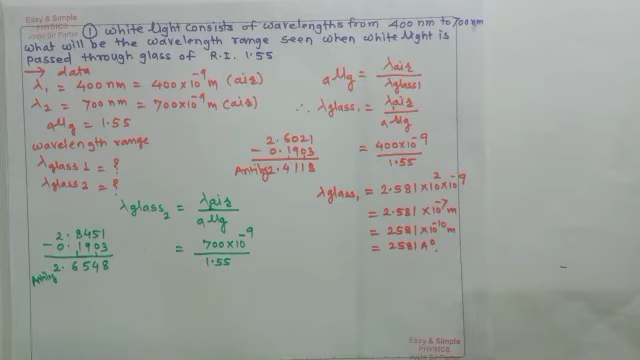 Easy & Simple
PHYSICS
① White light consists of wavelengths from 400 nm to 700 nm
what will be the wavelength range seen when white light is
passed through glass of R.I. 1.55
→ data
λ₁ = 400 nm = 400×10⁻⁹ m (air)
λ₂ = 700 nm = 700×10⁻⁹ m (air)
aμg = 1.55
wavelength range
λglass 1 = ?
λglass 2 = ?
2.8451
− 0.1903
2.6548
Antilog
λglass₂ = λair / aμg
= 700×10⁻⁹ / 1.55
2.6021
− 0.1903
Antilog 2.4118
aμg = λair / λglass1
∴ λglass₁ = λair / aμg
= 400×10⁻⁹ / 1.55
λglass₁ = 2.581×10²×10⁻⁹
= 2.581×10⁻⁷ m
= 2581×10⁻¹⁰ m
= 2581 A°.
Easy & Simple
PHYSICS